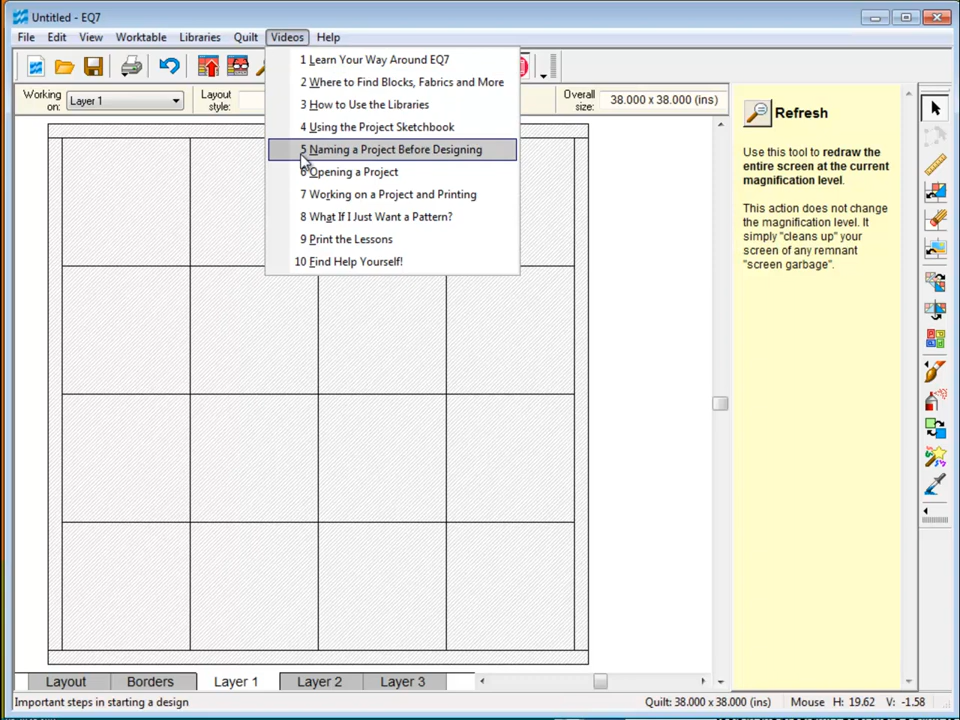 Untitled - EQ7
File Edit View Worktable Libraries Quilt Videos Help
1 Learn Your Way Around EQ7
2 Where to Find Blocks, Fabrics and More
3 How to Use the Libraries
4 Using the Project Sketchbook
5 Naming a Project Before Designing
6 Opening a Project
7 Working on a Project and Printing
8 What If I Just Want a Pattern?
9 Print the Lessons
10 Find Help Yourself!
Working on:
Layer 1
Layout style:
Overall size:
38.000 x 38.000 (ins)
Refresh
Use this tool to redraw the
entire screen at the current
magnification level.
This action does not change
the magnification level. It
simply "cleans up" your
screen of any remnant
"screen garbage".
Layout Borders Layer 1 Layer 2 Layer 3
Important steps in starting a design
Quilt: 38.000 x 38.000 (ins) Mouse H: 19.62 V: -1.58